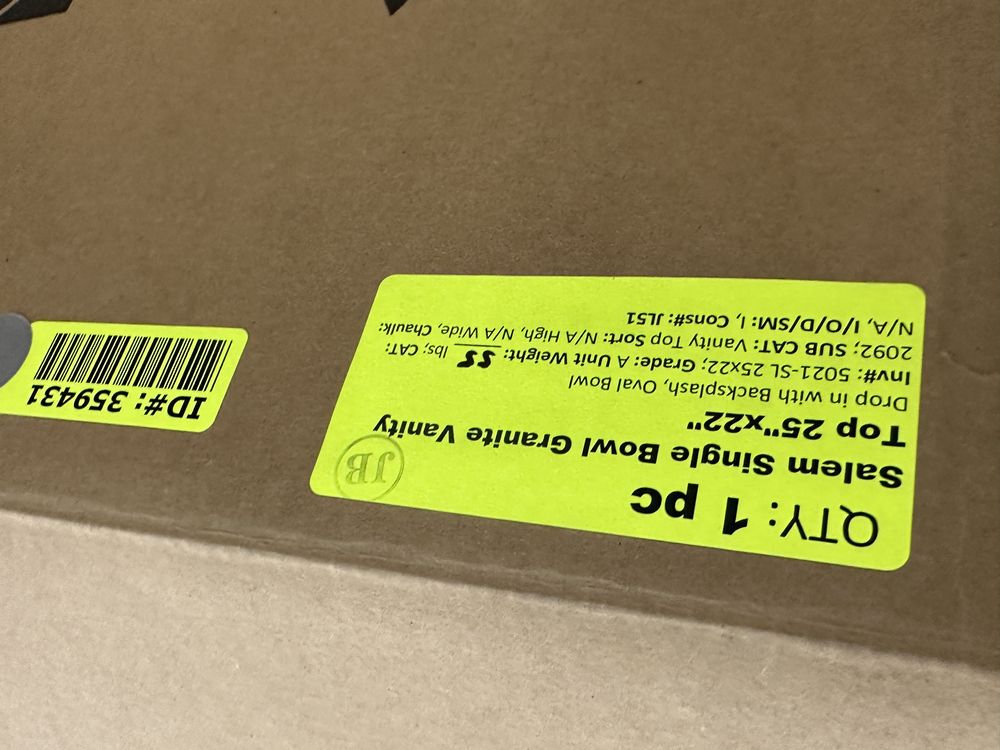 QTY: 1 pc
JB
Salem Single Bowl Granite Vanity
Top 25"x22"
Drop in with Backsplash, Oval Bowl
Inv#: 5021-SL 25x22; Grade: A Unit Weight: 55 lbs; CAT:
2092; SUB CAT: Vanity Top Sort: N/A High, N/A Wide, Chaulk:
N/A, I/O/D/SM: I, Cons#: JL51
ID#: 359431